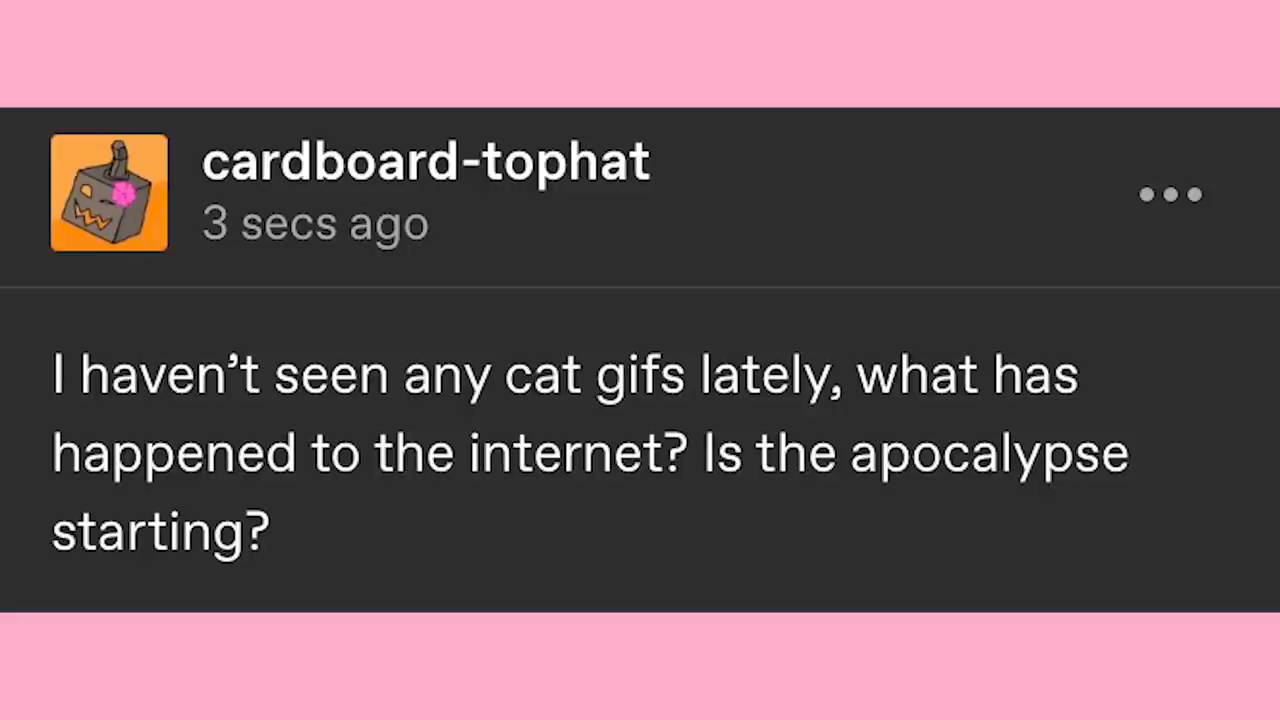 cardboard-tophat
3 secs ago
I haven’t seen any cat gifs lately, what has
happened to the internet? Is the apocalypse
starting?